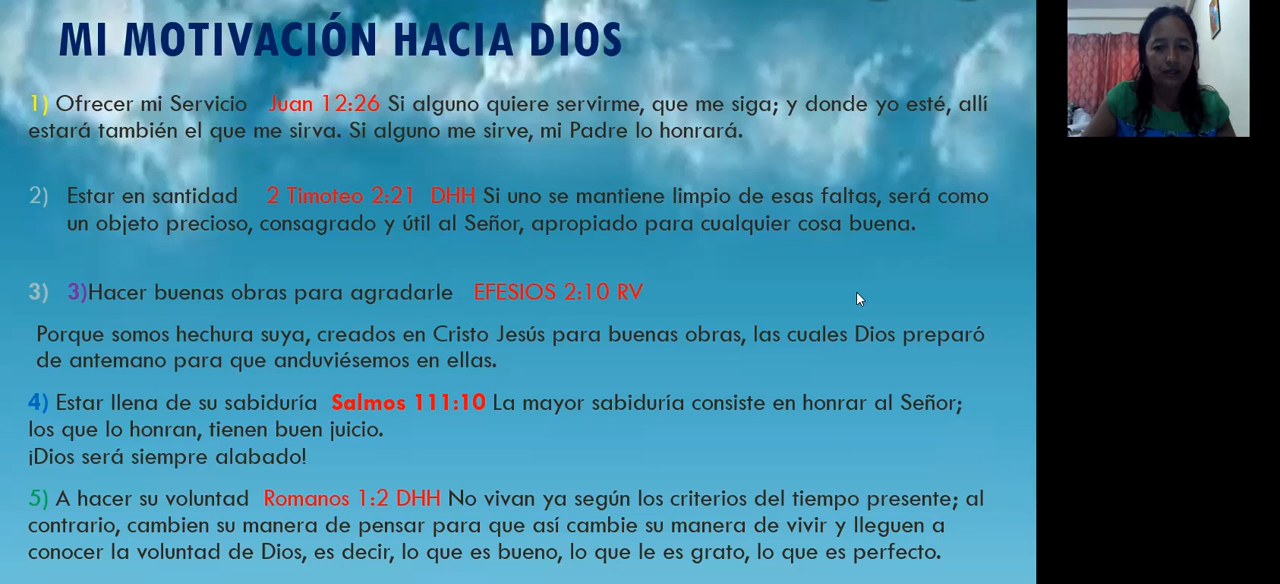 MI MOTIVACIÓN HACIA DIOS
1) Ofrecer mi Servicio Juan 12:26 Si alguno quiere servirme, que me siga; y donde yo esté, allí
estará también el que me sirva. Si alguno me sirve, mi Padre lo honrará.
2) Estar en santidad 2 Timoteo 2:21 DHH Si uno se mantiene limpio de esas faltas, será como
un objeto precioso, consagrado y útil al Señor, apropiado para cualquier cosa buena.
3) 3)Hacer buenas obras para agradarle EFESIOS 2:10 RV
Porque somos hechura suya, creados en Cristo Jesús para buenas obras, las cuales Dios preparó
de antemano para que anduviésemos en ellas.
4) Estar llena de su sabiduría Salmos 111:10 La mayor sabiduría consiste en honrar al Señor;
los que lo honran, tienen buen juicio.
¡Dios será siempre alabado!
5) A hacer su voluntad Romanos 1:2 DHH No vivan ya según los criterios del tiempo presente; al
contrario, cambien su manera de pensar para que así cambie su manera de vivir y lleguen a
conocer la voluntad de Dios, es decir, lo que es bueno, lo que le es grato, lo que es perfecto.